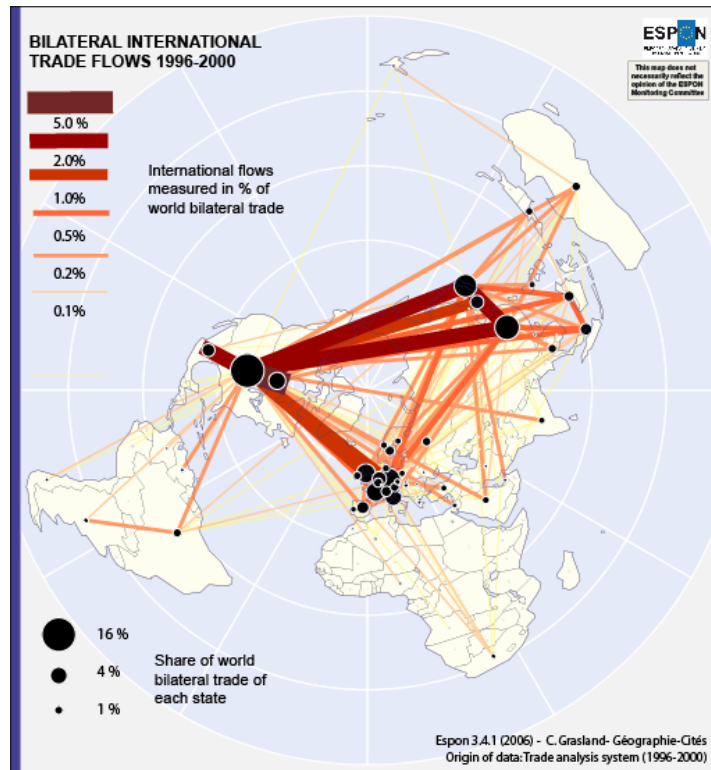 BILATERAL INTERNATIONAL
TRADE FLOWS 1996-2000
ESPON
This map does not
necessarily reflect the
opinion of the ESPON
Monitoring Committee
5.0 %
2.0%
1.0%
0.5%
0.2%
0.1%
International flows
measured in % of
world bilateral trade
16 %
4 %
1 %
Share of world
bilateral trade of
each state
Espon 3.4.1 (2006) - C. Grasland- Géographie-Cités
Origin of data: Trade analysis system (1996-2000)